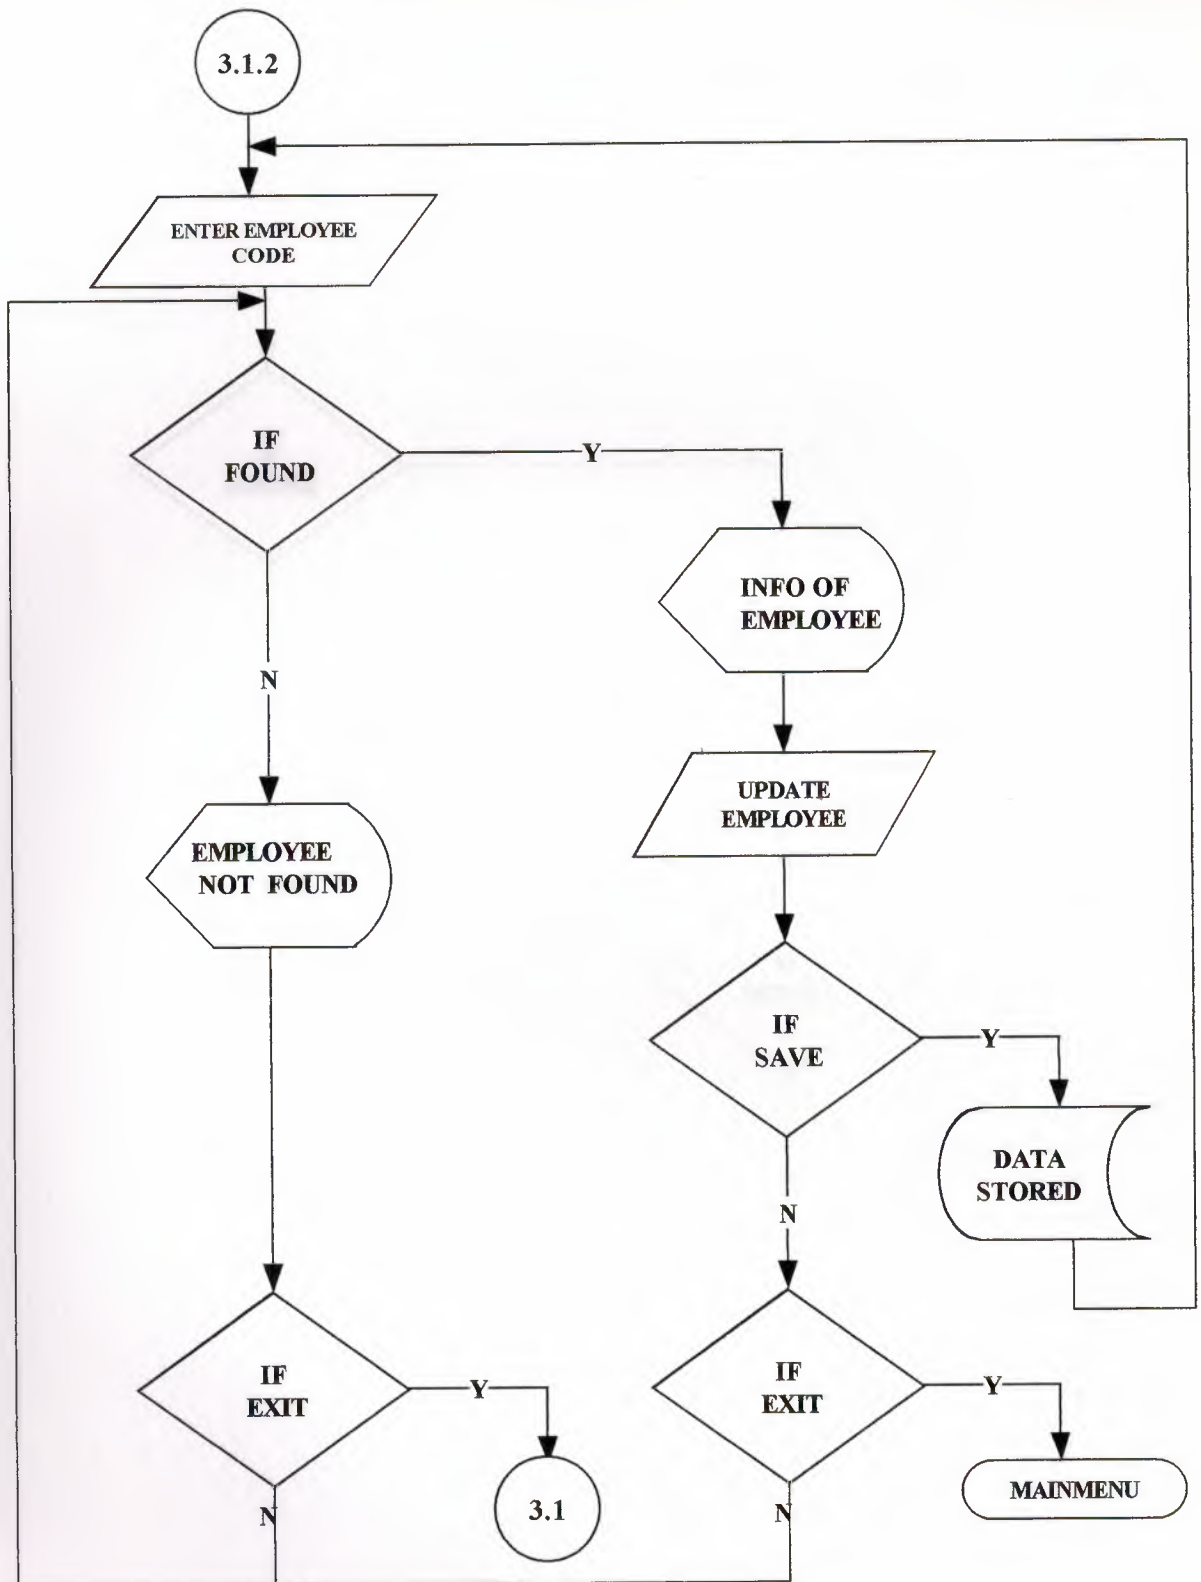 3.1.2
ENTER EMPLOYEE
CODE
IF
FOUND
Y
INFO OF
EMPLOYEE
N
UPDATE
EMPLOYEE
EMPLOYEE
NOT FOUND
IF
SAVE
Y
DATA
STORED
N
IF
EXIT
Y
IF
EXIT
Y
3.1
MAINMENU
N
N